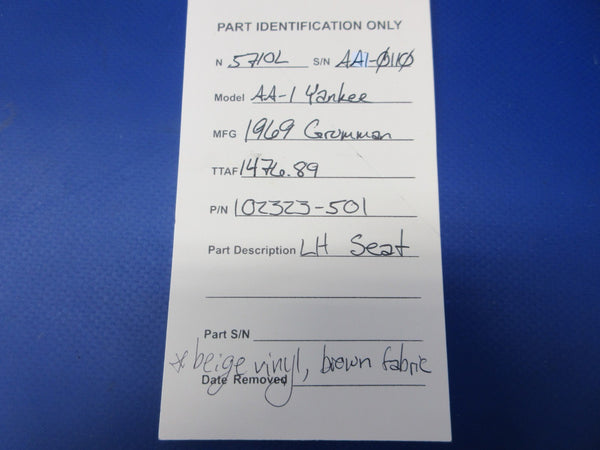 PART IDENTIFICATION ONLY
N 5710L S/N AA1-0110
Model AA-1 Yankee
MFG 1969 Grumman
TTAF 1476.89
P/N 102323-501
Part Description LH Seat
Part S/N
*beige vinyl, brown fabric
Date Removed